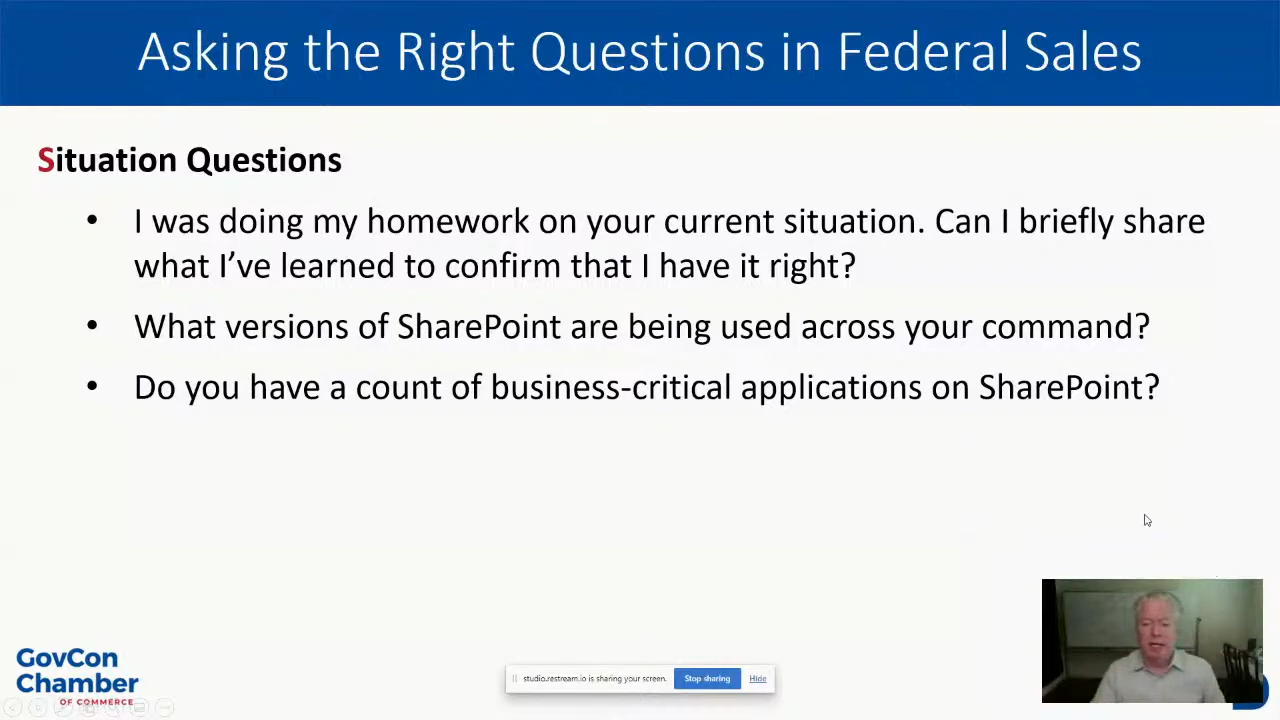 Asking the Right Questions in Federal Sales
Situation Questions
• I was doing my homework on your current situation. Can I briefly share
what I’ve learned to confirm that I have it right?
• What versions of SharePoint are being used across your command?
• Do you have a count of business-critical applications on SharePoint?
GovCon
Chamber
OF COMMERCE
studio.restream.io is sharing your screen.
Stop sharing
Hide